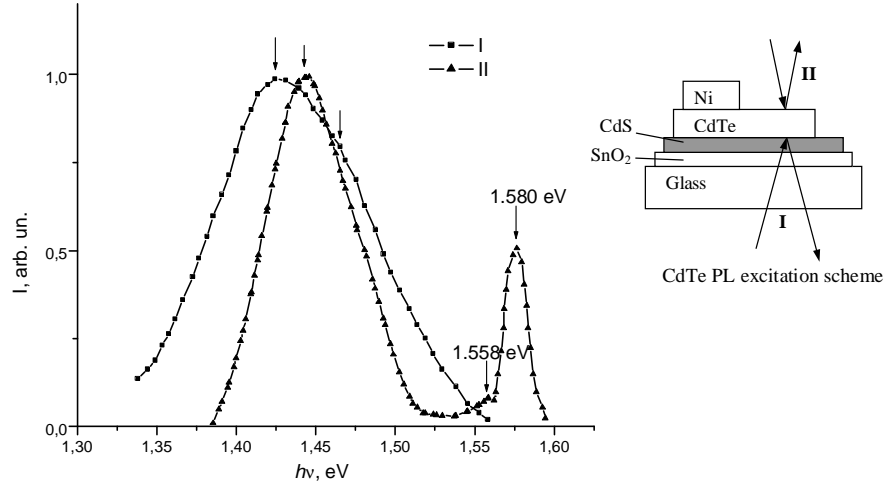 I
II
1,0
0,5
0,0
I, arb. un.
1.580 eV
1.558 eV
1,30
1,35
1,40
1,45
1,50
1,55
1,60
hν, eV
II
Ni
CdTe
CdS
SnO₂
Glass
I
CdTe PL excitation scheme